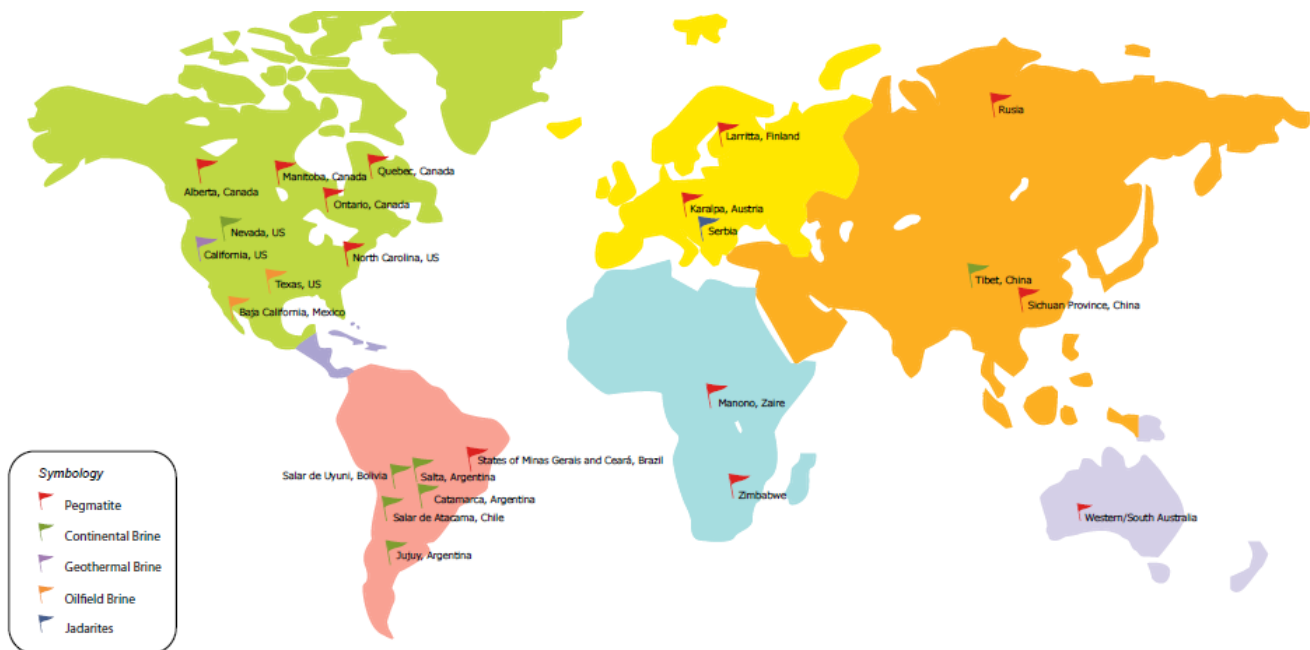 Rusia
Larritta, Finland
Quebec, Canada
Manitoba, Canada
Alberta, Canada
Ontario, Canada
Karalpa, Austria
Nevada, US
Serbia
California, US
North Carolina, US
Texas, US
Tibet, China
Sichuan Province, China
Baja California, Mexico
Manono, Zaire
States of Minas Gerais and Ceará, Brazil
Salar de Uyuni, Bolivia
Salta, Argentina
Catamarca, Argentina
Zimbabwe
Salar de Atacama, Chile
Western/South Australia
Jujuy, Argentina
Symbology
Pegmatite
Continental Brine
Geothermal Brine
Oilfield Brine
Jadarites